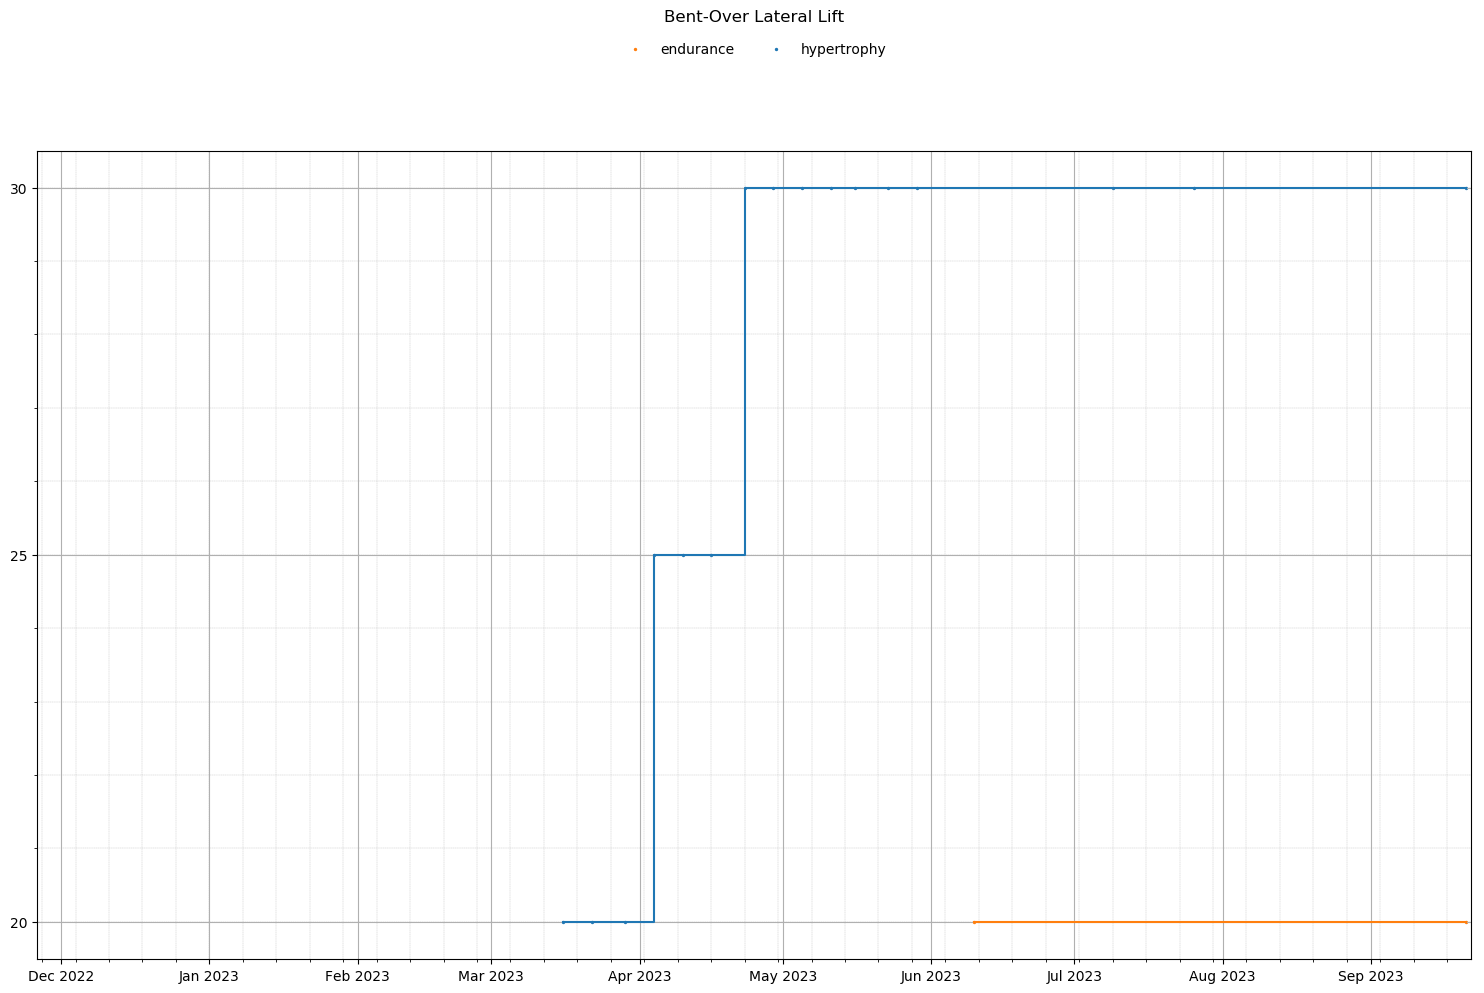 Bent-Over Lateral Lift
endurance hypertrophy
30
25
20
Dec 2022 Jan 2023 Feb 2023 Mar 2023 Apr 2023 May 2023 Jun 2023 Jul 2023 Aug 2023 Sep 2023